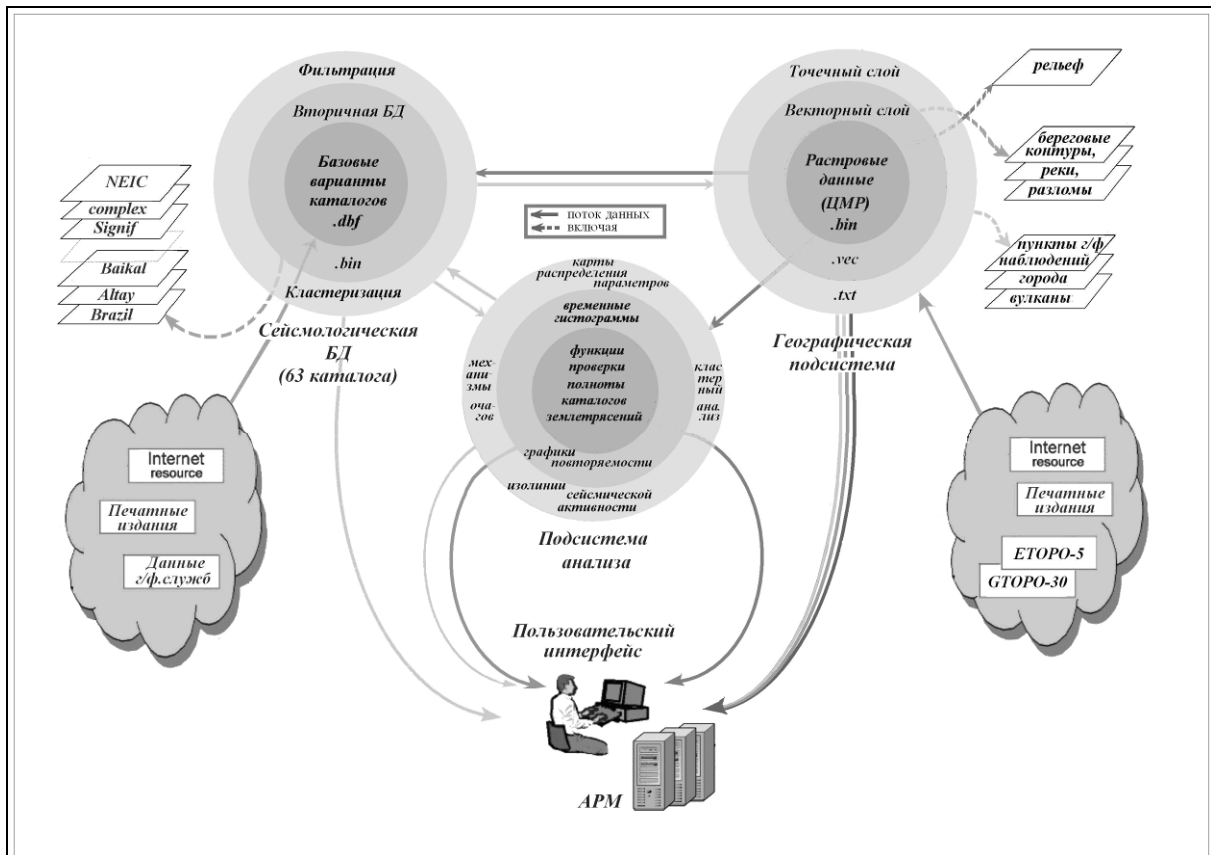 Фильтрация
Вторичная БД
Базовые
варианты
каталогов
.dbf
.bin
Кластеризация
Сейсмологическая
БД
(63 каталога)
NEIC
complex
Signif
Baikal
Altay
Brazil
Internet
resource
Печатные
издания
Данные
г/ф.служб
поток данных
включая
карты
распределения
параметров
временные
гистограммы
функции
проверки
полноты
каталогов
землетрясений
мех-
ани-
змы
оча-
гов
клас
тер
ный
ана.
лиз
графики
повторяемости
изолинии
сейсмической
активности
Подсистема
анализа
Точечный слой
Векторный слой
Растровые
данные
(ЦМР)
.bin
.vec
.txt
Географическая
подсистема
рельеф
береговые
контуры,
реки,
разломы
пункты г/ф
наблюдений
города
вулканы
Internet
resource
Печатные
издания
ETOPO-5
GTOPO-30
Пользовательский
интерфейс
АРМ